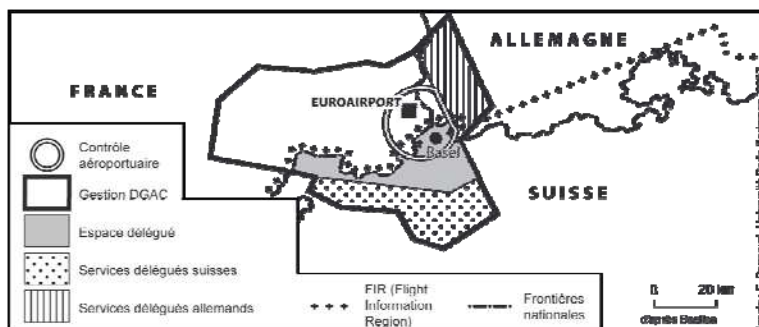 ALLEMAGNE
FRANCE
EUROAIRPORT
Basel
SUISSE
Contrôle
aéroportuaire
Gestion DGAC
Espace délégué
Services délégués suisses
Services délégués allemands
FIR (Flight
Information
Region)
Frontières
nationales
20 km
d'après